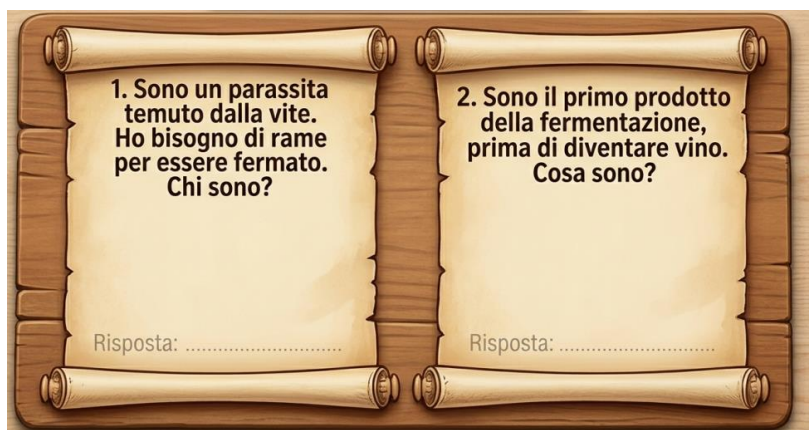 1. Sono un parassita
temuto dalla vite.
Ho bisogno di rame
per essere fermato.
Chi sono?
Risposta: ............................
2. Sono il primo prodotto
della fermentazione,
prima di diventare vino.
Cosa sono?
Risposta: ............................